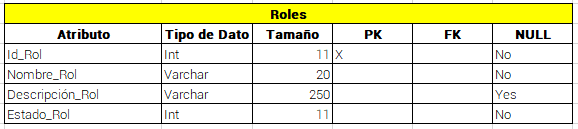 Roles
Atributo Tipo de Dato Tamaño PK FK NULL
Id_Rol Int 11 X No
Nombre_Rol Varchar 20 No
Descripción_Rol Varchar 250 Yes
Estado_Rol Int 11 No